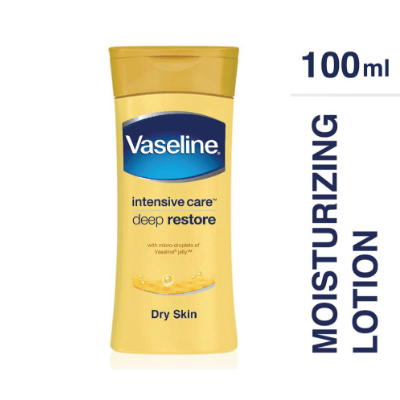 Vaseline®
intensive care™
deep restore
with micro-droplets of
Vaseline® jelly™
Dry Skin
100ml
MOISTURIZING
LOTION